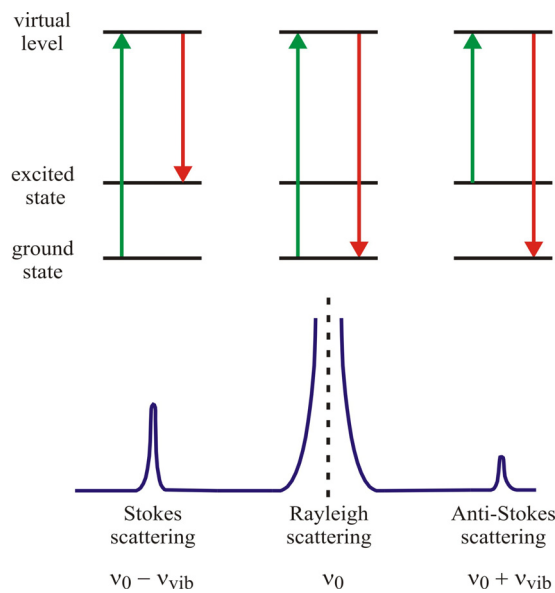 virtual
level
excited
state
ground
state
Stokes
scattering
Rayleigh
scattering
Anti-Stokes
scattering
ν₀ − νᵥᵢb
ν₀
ν₀ + νᵥᵢb